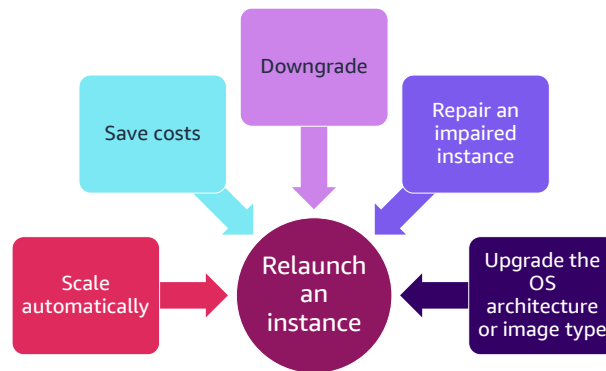 Downgrade
Save costs
Repair an
impaired
instance
Scale
automatically
Relaunch
an
instance
Upgrade the
OS
architecture
or image type